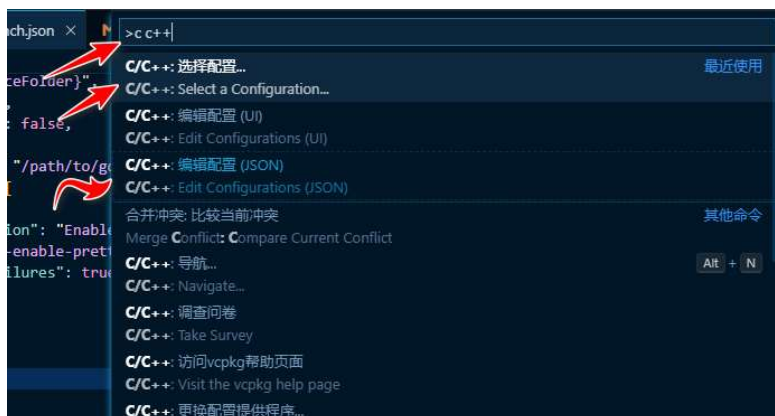 nch.json ×
>c c++
ceFolder}",
: false,
"/path/to/g
[
ion": "Enable
-enable-pret
ilures": true
C/C++: 选择配置... 最近使用
C/C++: Select a Configuration...
C/C++: 编辑配置 (UI)
C/C++: Edit Configurations (UI)
C/C++: 编辑配置 (JSON)
C/C++: Edit Configurations (JSON)
合并冲突: 比较当前冲突 其他命令
Merge Conflict: Compare Current Conflict
C/C++: 导航... Alt + N
C/C++: Navigate...
C/C++: 调查问卷
C/C++: Take Survey
C/C++: 访问vcpkg帮助页面
C/C++: Visit the vcpkg help page
C/C++: 更换配置提供程序...